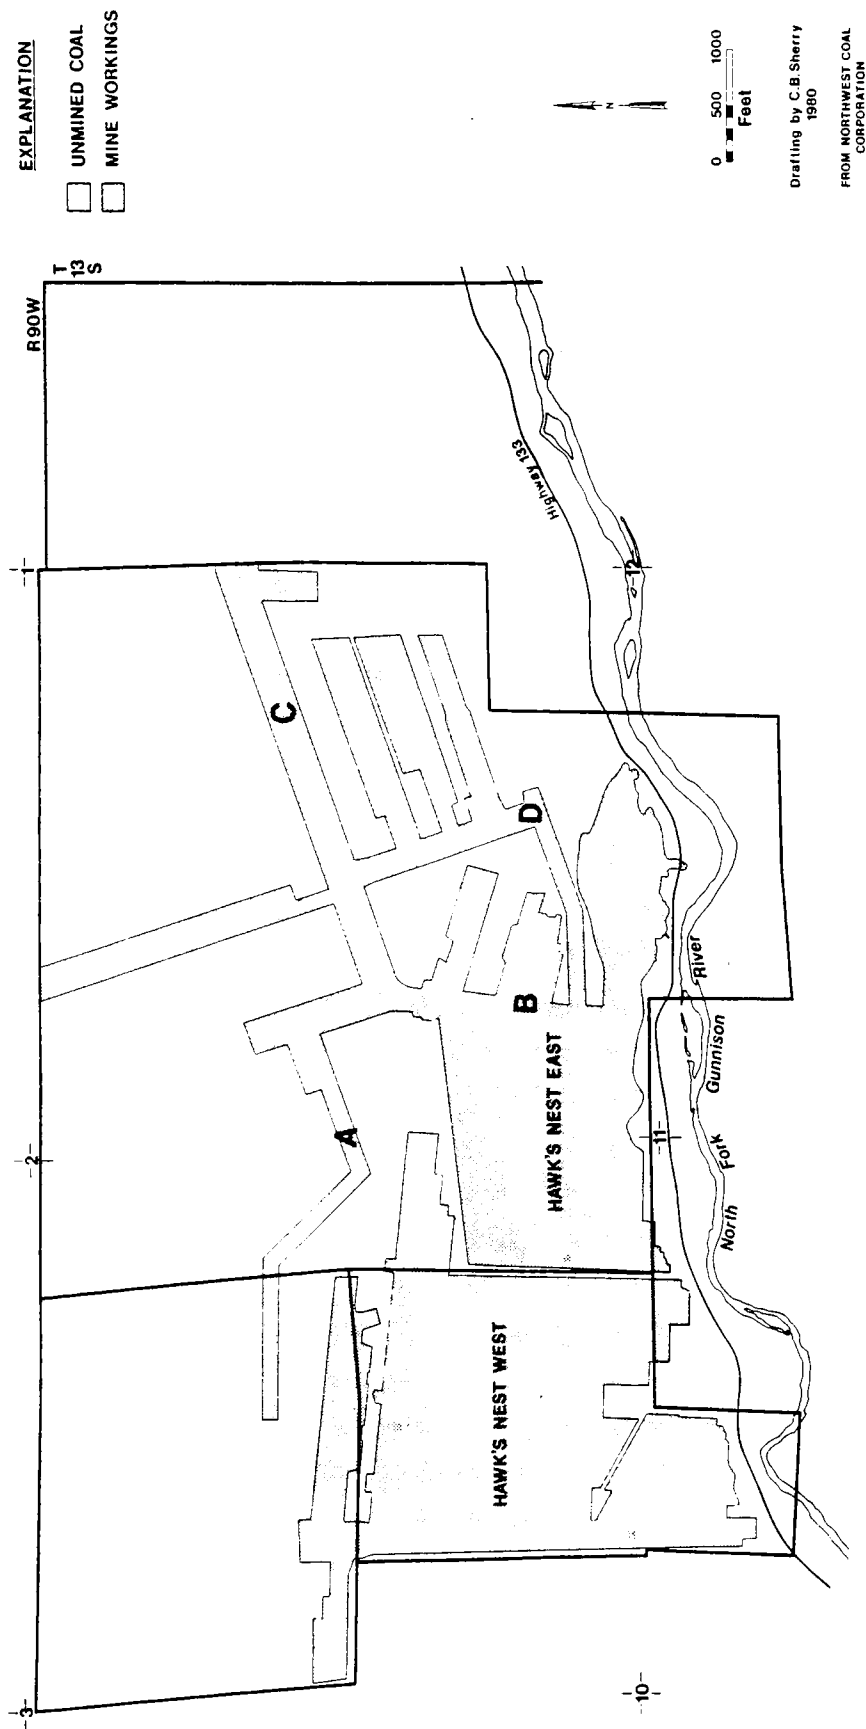 EXPLANATION
UNMINED COAL
MINE WORKINGS
R90W
T
13
S
1
2
3
C
A
D
B
HAWK'S NEST EAST
HAWK'S NEST WEST
Highway 133
12
11
10
North Fork Gunnison River
N
0 500 1000
Feet
Drafting by C.B. Sherry
1980
FROM NORTHWEST COAL
CORPORATION